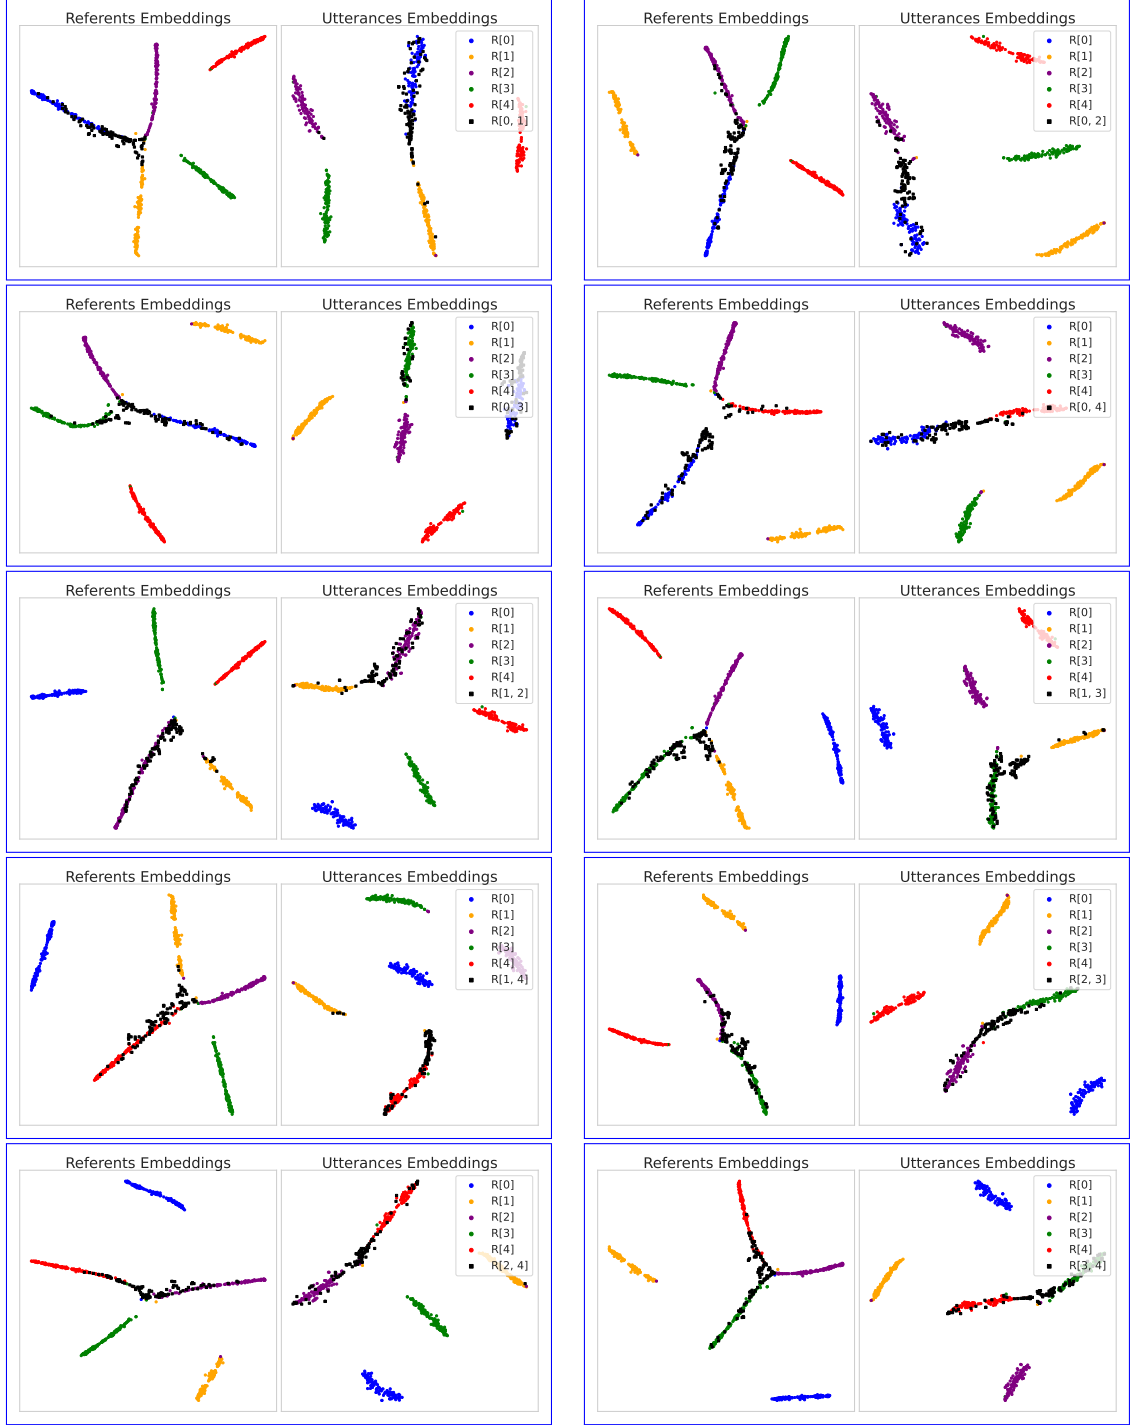 Referents Embeddings
Utterances Embeddings
R[0]
R[1]
R[2]
R[3]
R[4]
R[0, 1]
Referents Embeddings
Utterances Embeddings
R[0]
R[1]
R[2]
R[3]
R[4]
R[0, 2]
Referents Embeddings
Utterances Embeddings
R[0]
R[1]
R[2]
R[3]
R[4]
R[0, 3]
Referents Embeddings
Utterances Embeddings
R[0]
R[1]
R[2]
R[3]
R[4]
R[0, 4]
Referents Embeddings
Utterances Embeddings
R[0]
R[1]
R[2]
R[3]
R[4]
R[1, 2]
Referents Embeddings
Utterances Embeddings
R[0]
R[1]
R[2]
R[3]
R[4]
R[1, 3]
Referents Embeddings
Utterances Embeddings
R[0]
R[1]
R[2]
R[3]
R[4]
R[1, 4]
Referents Embeddings
Utterances Embeddings
R[0]
R[1]
R[2]
R[3]
R[4]
R[2, 3]
Referents Embeddings
Utterances Embeddings
R[0]
R[1]
R[2]
R[3]
R[4]
R[2, 4]
Referents Embeddings
Utterances Embeddings
R[0]
R[1]
R[2]
R[3]
R[4]
R[3, 4]